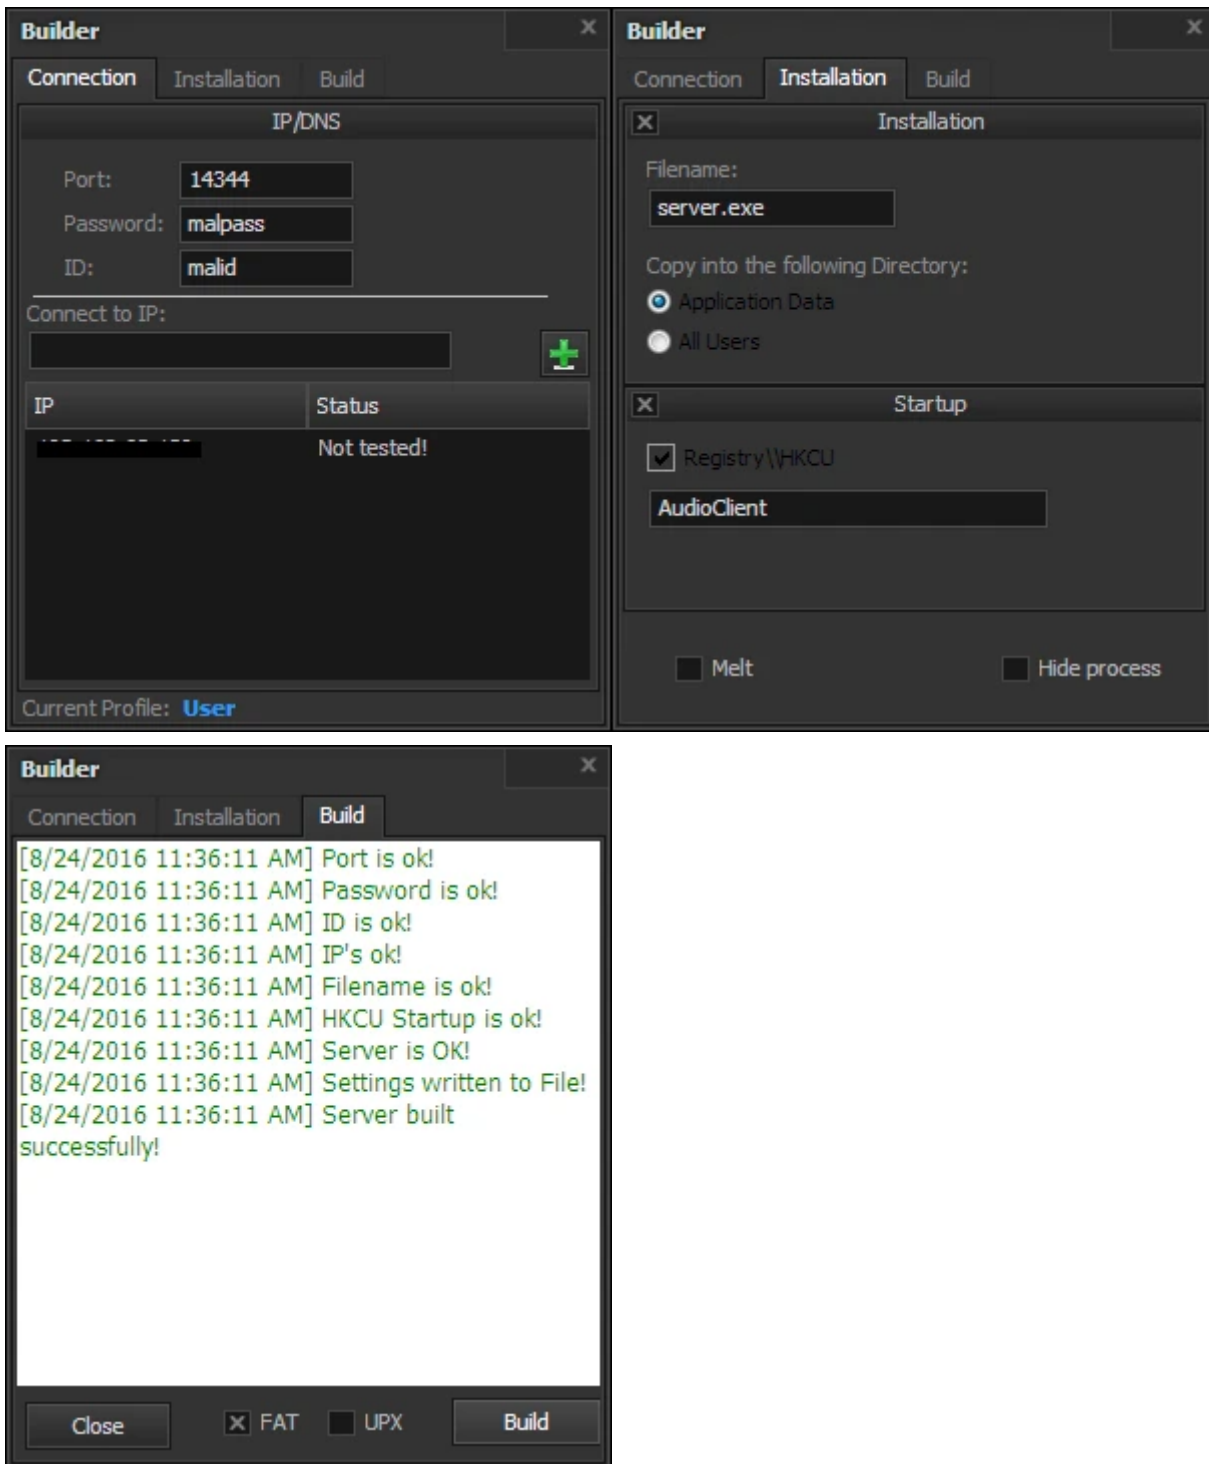 Builder
Connection Installation Build
IP/DNS
Port: 14344
Password: malpass
ID: malid
Connect to IP:
IP Status
Not tested!
Current Profile: User
Builder
Connection Installation Build
Installation
Filename:
server.exe
Copy into the following Directory:
Application Data
All Users
Startup
Registry\\HKCU
AudioClient
Melt Hide process
Builder
Connection Installation Build
[8/24/2016 11:36:11 AM] Port is ok!
[8/24/2016 11:36:11 AM] Password is ok!
[8/24/2016 11:36:11 AM] ID is ok!
[8/24/2016 11:36:11 AM] IP's ok!
[8/24/2016 11:36:11 AM] Filename is ok!
[8/24/2016 11:36:11 AM] HKCU Startup is ok!
[8/24/2016 11:36:11 AM] Server is OK!
[8/24/2016 11:36:11 AM] Settings written to File!
[8/24/2016 11:36:11 AM] Server built
successfully!
Close FAT UPX Build